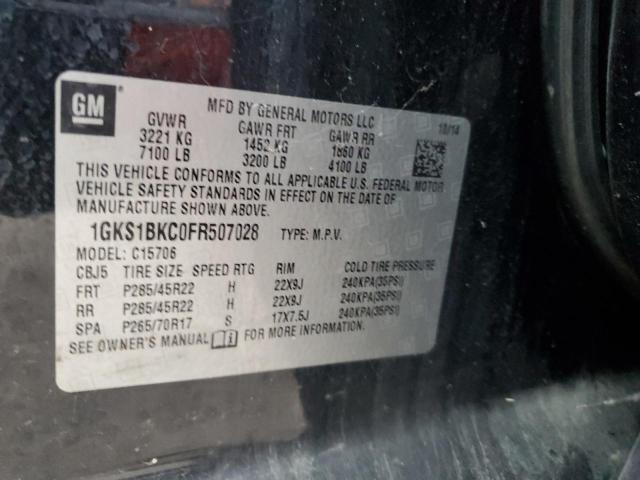 GM
MFD BY GENERAL MOTORS LLC
10/14
GVWR GAWR FRT GAWR RR
3221 KG 1452 KG 1860 KG
7100 LB 3200 LB 4100 LB
THIS VEHICLE CONFORMS TO ALL APPLICABLE U.S. FEDERAL MOTOR
VEHICLE SAFETY STANDARDS IN EFFECT ON THE DATE OF
MANUFACTURE SHOWN ABOVE.
1GKS1BKC0FR507028 TYPE: M.P.V.
MODEL: C15706
CBJ5 TIRE SIZE SPEED RTG RIM COLD TIRE PRESSURE
FRT P285/45R22 H 22X9J 240KPA(35PSI)
RR P285/45R22 H 22X9J 240KPA(35PSI)
SPA P265/70R17 S 17X7.5J 240KPA(35PSI)
SEE OWNER'S MANUAL i FOR MORE INFORMATION.